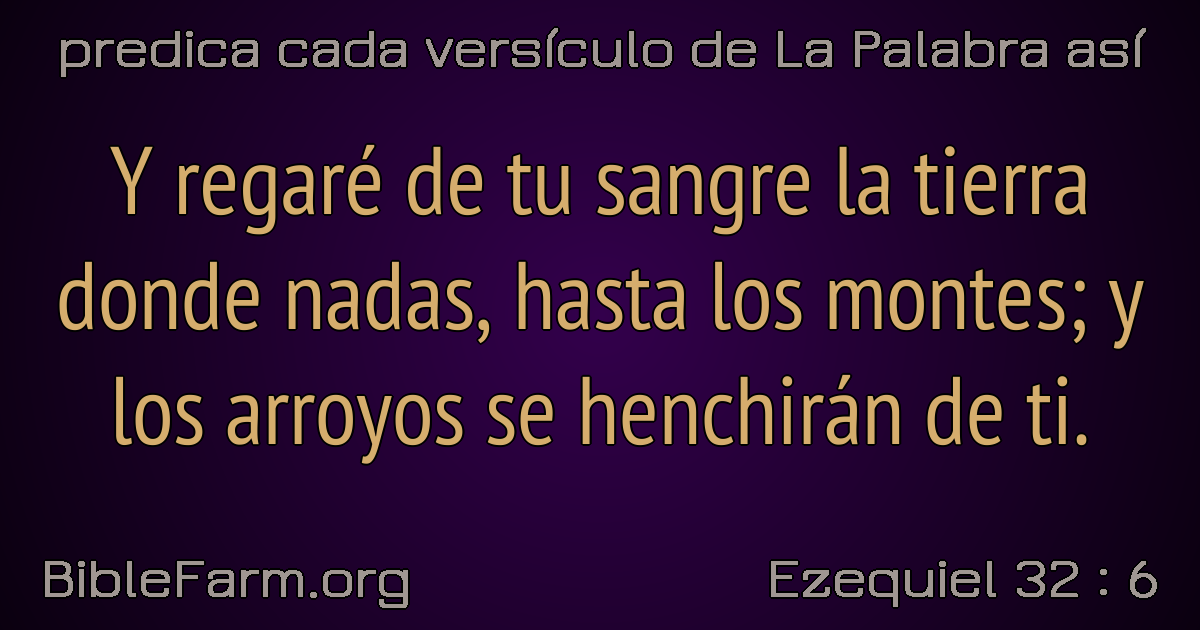 predica cada versículo de La Palabra así
Y regaré de tu sangre la tierra
donde nadas, hasta los montes; y
los arroyos se henchirán de ti.
BibleFarm.org
Ezequiel 32 : 6